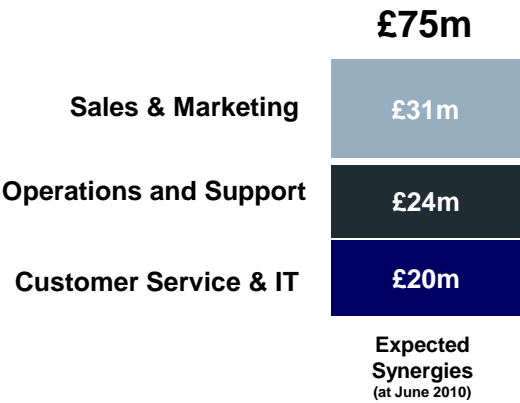 £75m
Sales & Marketing
£31m
Operations and Support
£24m
Customer Service & IT
£20m
Expected
Synergies
(at June 2010)